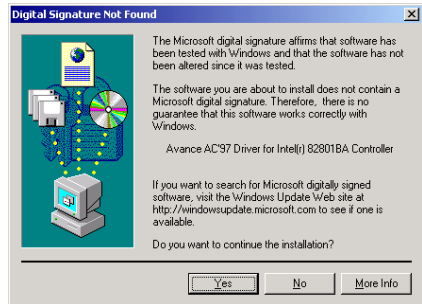 Digital Signature Not Found
The Microsoft digital signature affirms that software has
been tested with Windows and that the software has not
been altered since it was tested.
The software you are about to install does not contain a
Microsoft digital signature. Therefore, there is no
guarantee that this software works correctly with
Windows.
Avance AC'97 Driver for Intel(r) 82801BA Controller
If you want to search for Microsoft digitally signed
software, visit the Windows Update Web site at
http://windowsupdate.microsoft.com to see if one is
available.
Do you want to continue the installation?
Yes No More Info